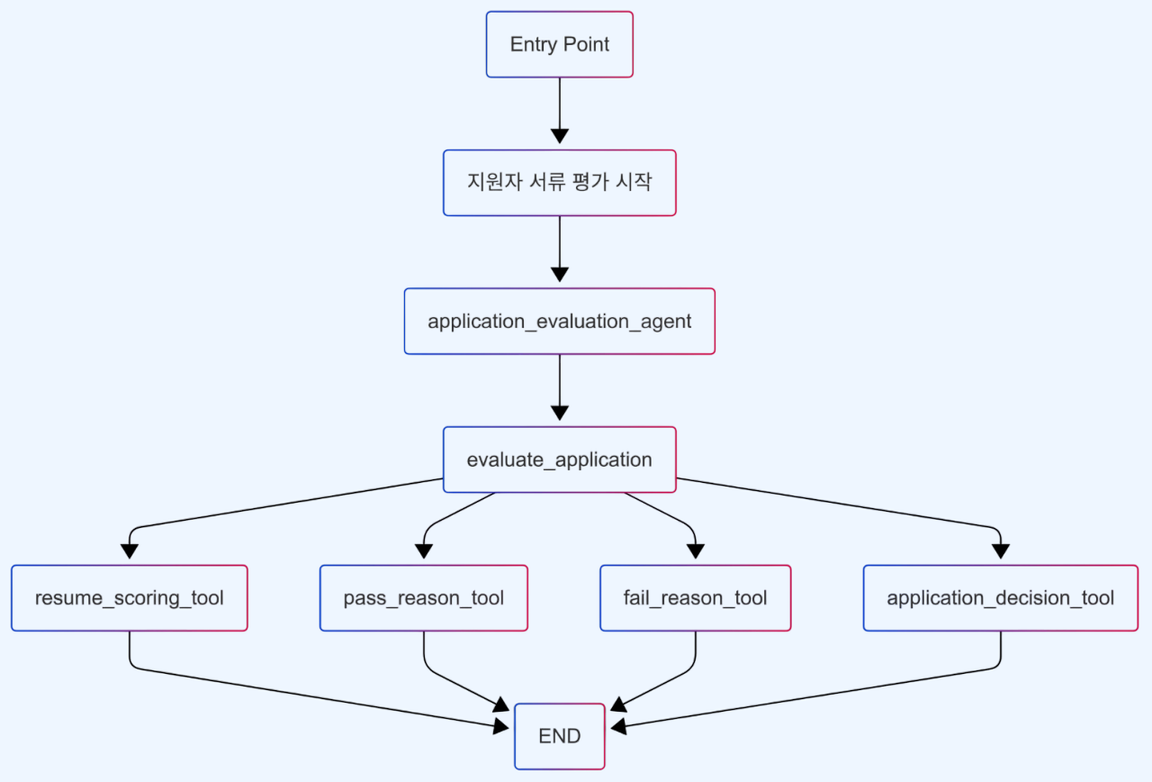 Entry Point
지원자 서류 평가 시작
application_evaluation_agent
evaluate_application
resume_scoring_tool
pass_reason_tool
fail_reason_tool
application_decision_tool
END